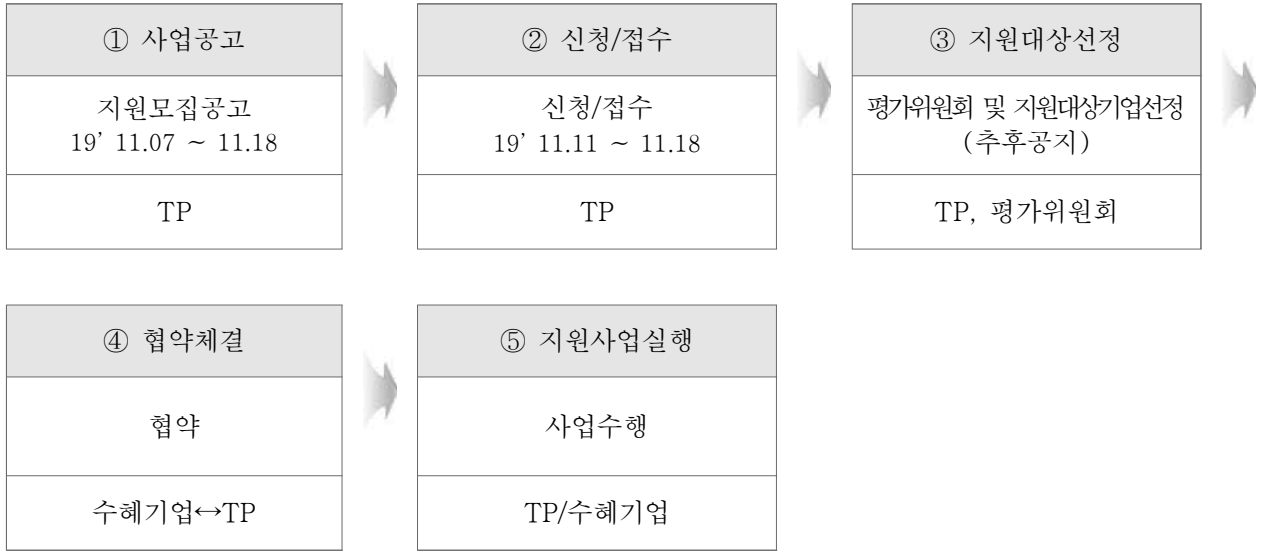 ① 사업공고
지원모집공고
19’ 11.07 ~ 11.18
TP
② 신청/접수
신청/접수
19’ 11.11 ~ 11.18
TP
③ 지원대상선정
평가위원회 및 지원대상기업선정
(추후공지)
TP, 평가위원회
④ 협약체결
협약
수혜기업↔TP
⑤ 지원사업실행
사업수행
TP/수혜기업